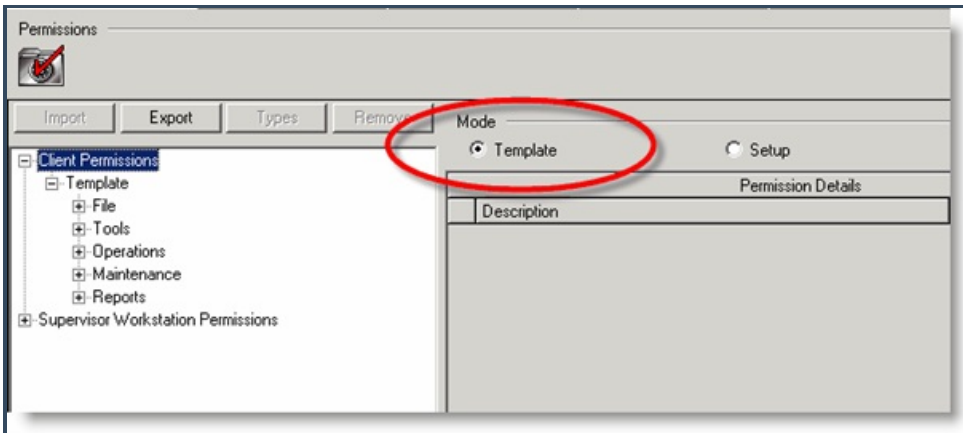 Permissions
Import Export Types Remove
Mode
Template Setup
Client Permissions
Template
File
Tools
Operations
Maintenance
Reports
Supervisor Workstation Permissions
Permission Details
Description